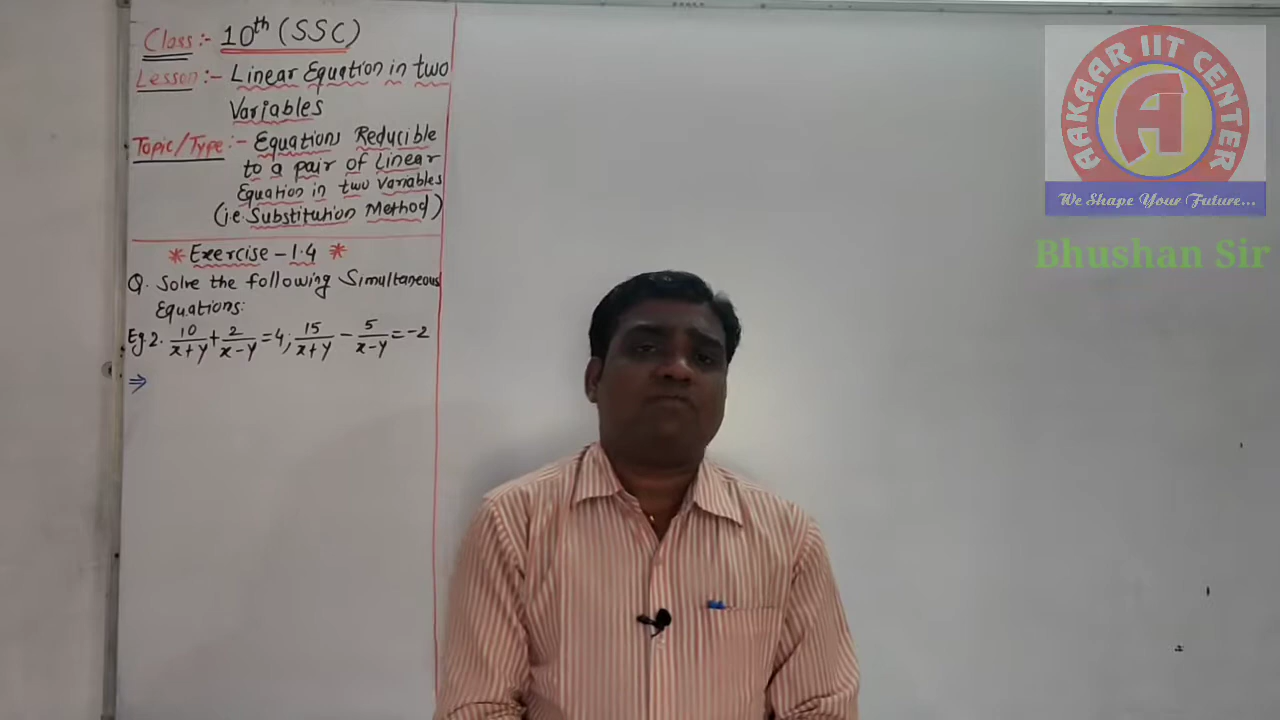 Class :- 10th (SSC)
Lesson :- Linear Equation in two
Variables
Topic/Type :- Equations Reducible
to a pair of Linear
Equation in two Variables
(i.e. Substitution Method)
* Exercise - 1.4 *
Q. Solve the following Simultaneous
Equations:
Eg.2. 10/(x+y) + 2/(x-y) = 4; 15/(x+y) - 5/(x-y) = -2
⇒
AAKAAR IIT CENTER
A
We Shape Your Future...
Bhushan Sir